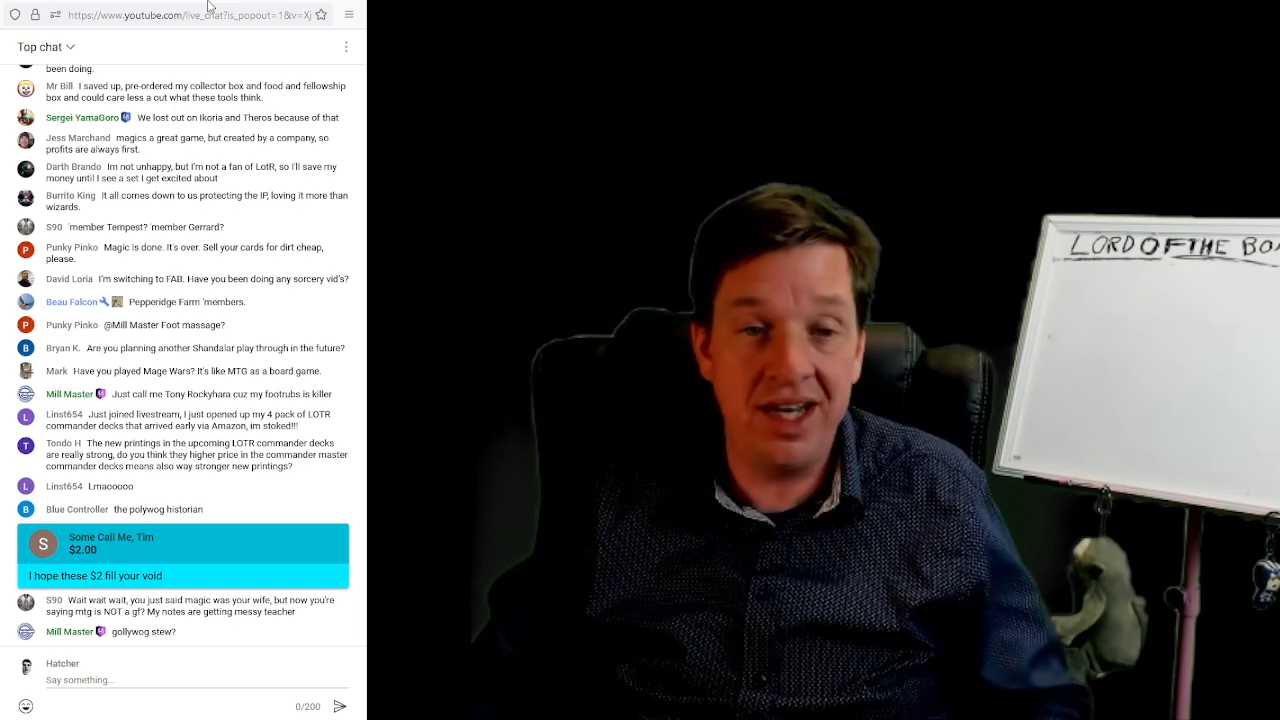 https://www.youtube.com/live_chat?is_popout=1&v=Xj
Top chat
been doing.
Mr Bill I saved up, pre-ordered my collector box and food and fellowship
box and could care less a out what these tools think.
Sergei YamaGoro We lost out on Ikoria and Theros because of that
Jess Marchand magics a great game, but created by a company, so
profits are always first.
Darth Brando Im not unhappy, but I'm not a fan of LotR, so I'll save my
money until I see a set I get excited about
Burrito King It all comes down to us protecting the IP, loving it more than
wizards.
S90 'member Tempest? 'member Gerrard?
P
Punky Pinko Magic is done. It's over. Sell your cards for dirt cheap,
please.
David Loria I'm switching to FAB. Have you been doing any sorcery vid's?
Beau Falcon Pepperidge Farm 'members.
P Punky Pinko @Mill Master Foot massage?
B Bryan K. Are you planning another Shandalar play through in the future?
Mark Have you played Mage Wars? It's like MTG as a board game.
Mill Master Just call me Tony Rockyhara cuz my footrubs is killer
L
Linst654 Just joined livestream, I just opened up my 4 pack of LOTR
commander decks that arrived early via Amazon, im stoked!!!
T
Tondo H The new printings in the upcoming LOTR commander decks
are really strong, do you think they higher price in the commander master
commander decks means also way stronger new printings?
L Linst654 Lmaoooo
B Blue Controller the polywog historian
S
Some Call Me, Tim
$2.00
I hope these $2 fill your void
S90 Wait wait wait, you just said magic was your wife, but now you're
saying mtg is NOT a gf? My notes are getting messy teacher
Mill Master gollywog stew?
Hatcher
Say something...
0/200
LORD OF THE BO